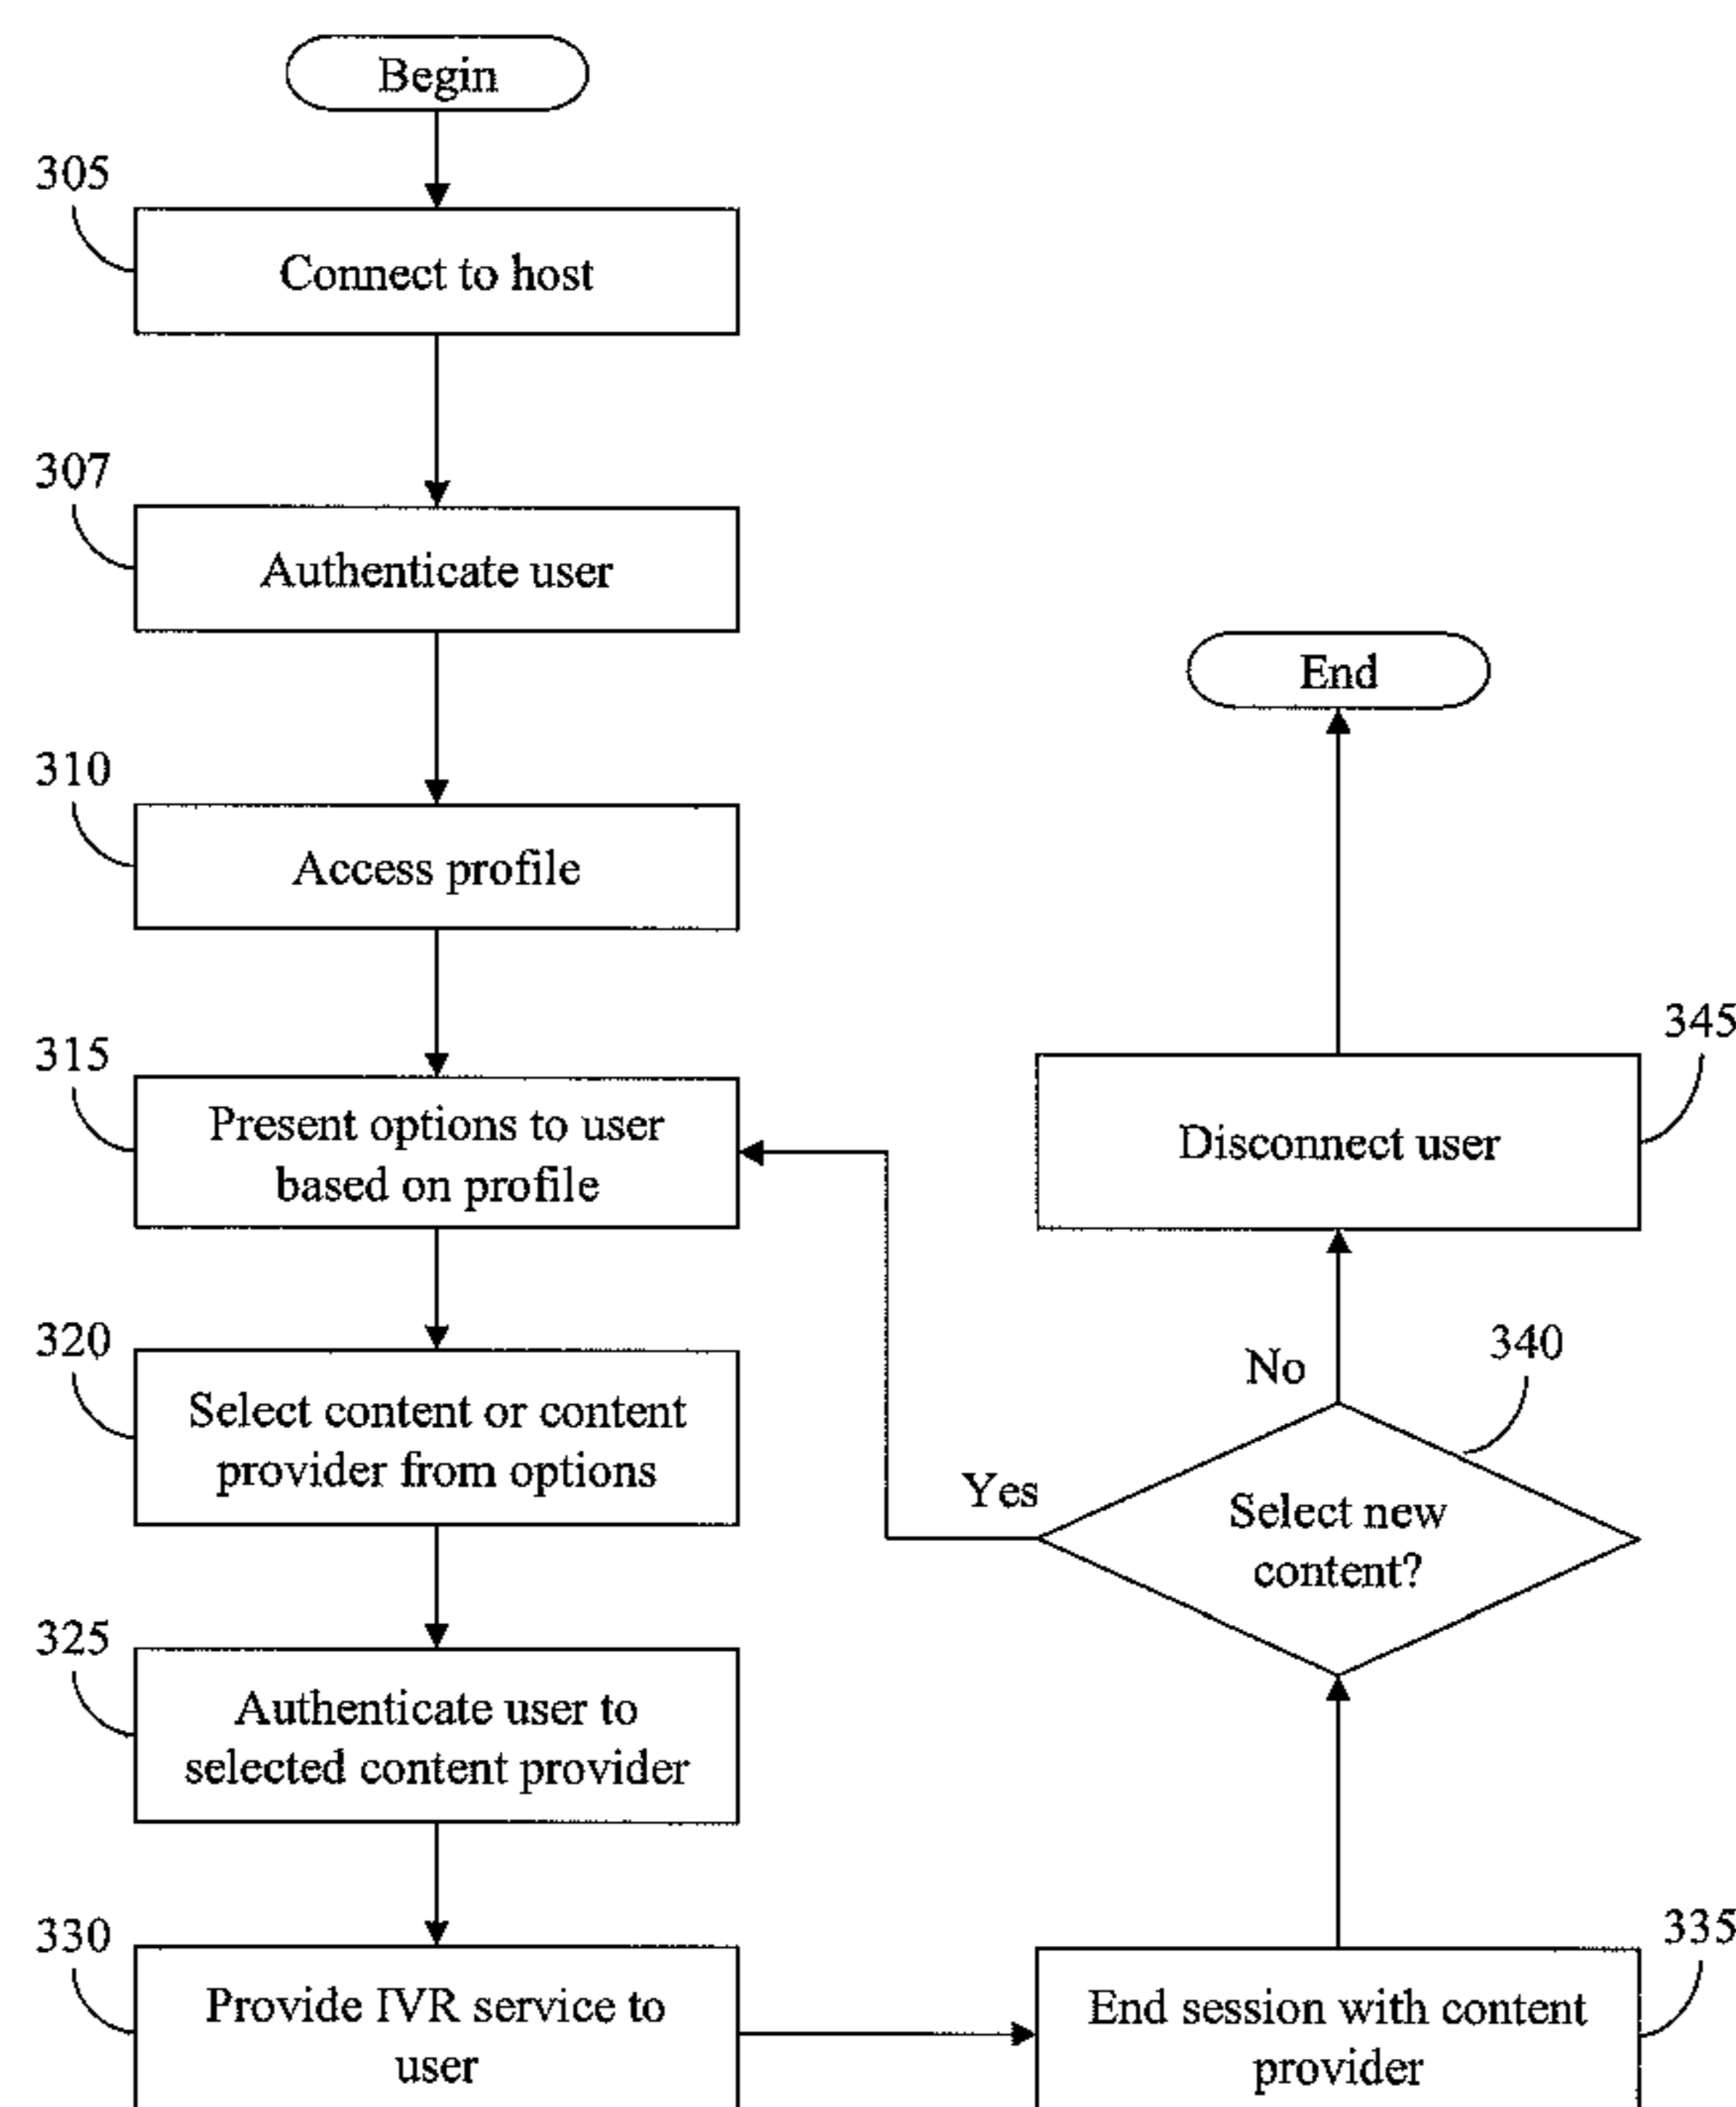 Begin
305
Connect to host
307
Authenticate user
310
Access profile
315
Present options to user
based on profile
320
Select content or content
provider from options
325
Authenticate user to
selected content provider
330
Provide IVR service to
user
335
End session with content
provider
340
Select new
content?
Yes
No
345
Disconnect user
End